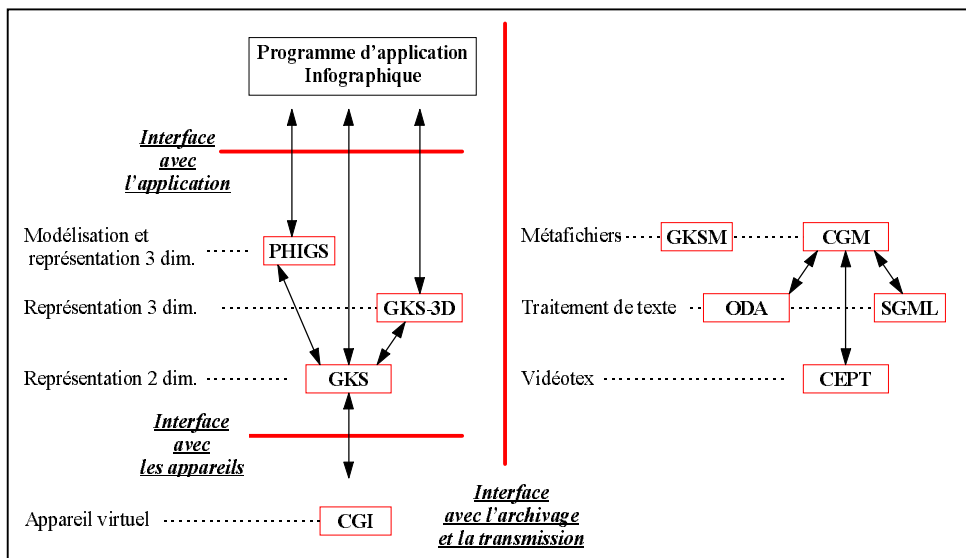 Programme d'application
Infographique
Interface
avec
l'application
Modélisation et
représentation 3 dim.
PHIGS
Représentation 3 dim.
GKS-3D
Représentation 2 dim.
GKS
Interface
avec
les appareils
Appareil virtuel
CGI
Métafichiers
GKSM
CGM
Traitement de texte
ODA
SGML
Vidéotex
CEPT
Interface
avec l'archivage
et la transmission